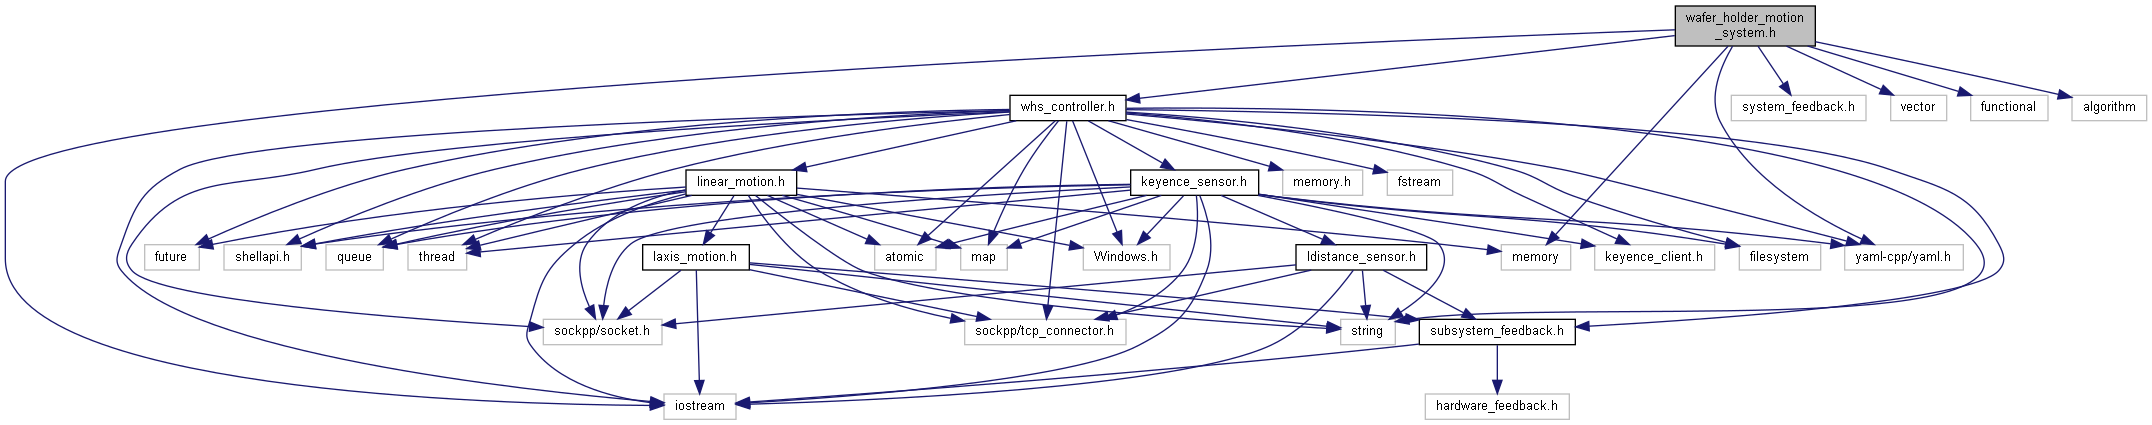 wafer_holder_motion
_system.h
whs_controller.h
system_feedback.h
vector
functional
algorithm
linear_motion.h
keyence_sensor.h
memory.h
fstream
future
shellapi.h
queue
thread
laxis_motion.h
atomic
map
Windows.h
ldistance_sensor.h
memory
keyence_client.h
filesystem
yaml-cpp/yaml.h
sockpp/socket.h
sockpp/tcp_connector.h
string
subsystem_feedback.h
iostream
hardware_feedback.h